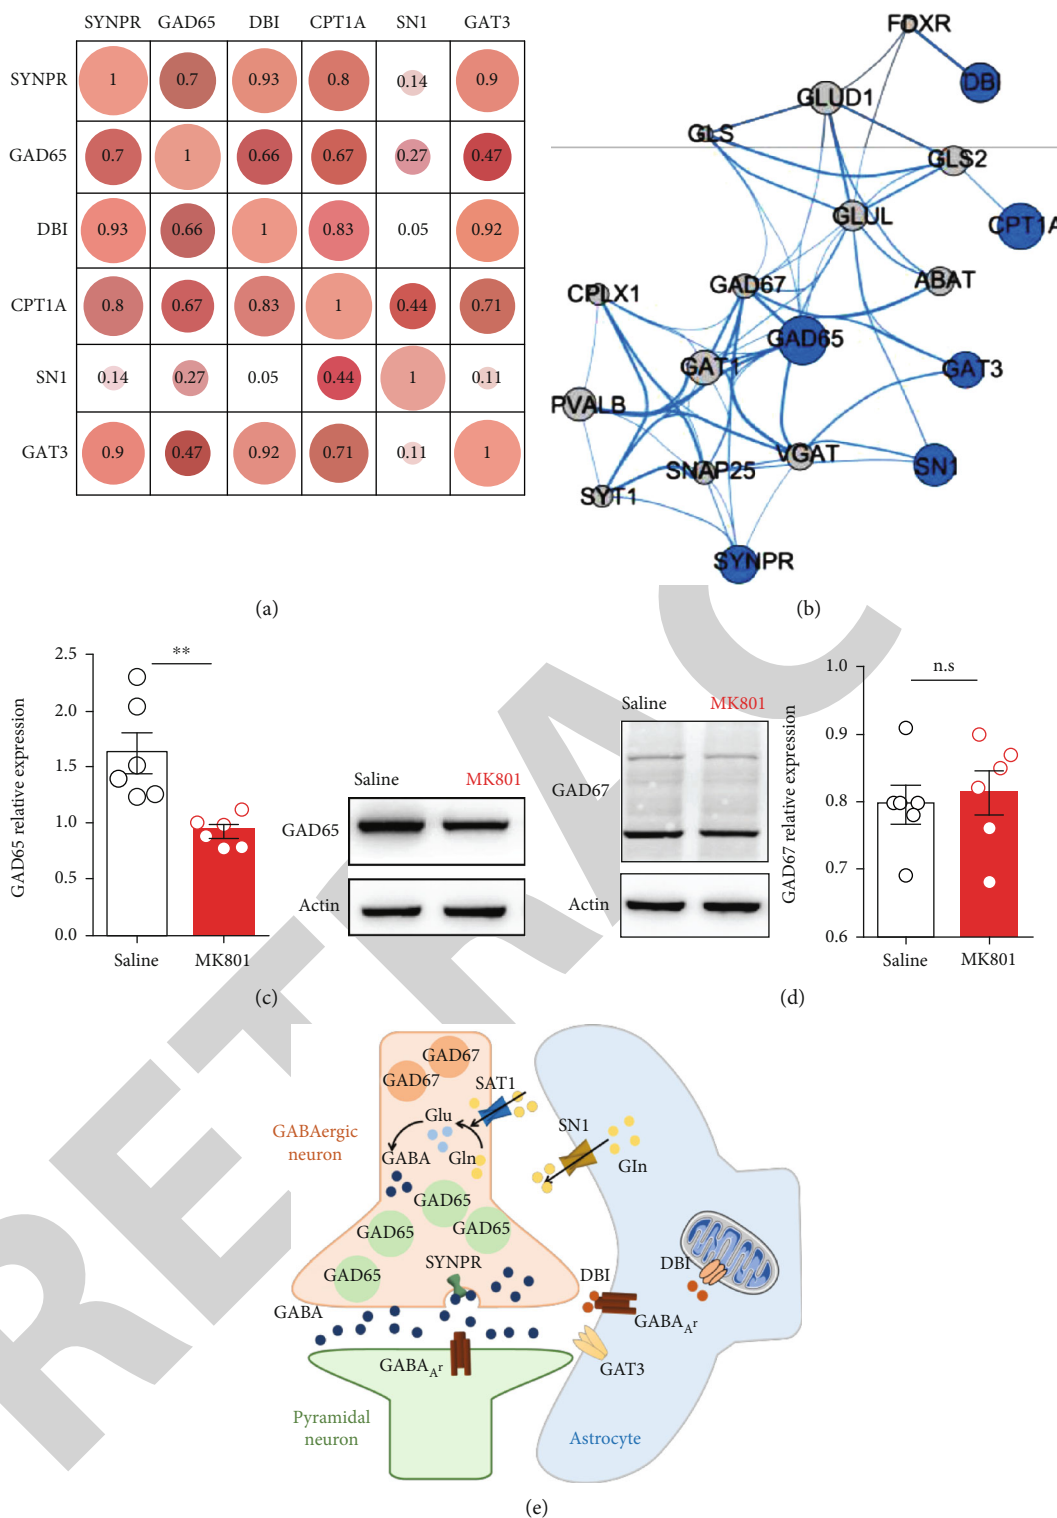 SYNPR GAD65 DBI CPT1A SN1 GAT3
SYNPR 1 0.7 0.93 0.8 0.14 0.9
GAD65 0.7 1 0.66 0.67 0.27 0.47
DBI 0.93 0.66 1 0.83 0.05 0.92
CPT1A 0.8 0.67 0.83 1 0.44 0.71
SN1 0.14 0.27 0.05 0.44 1 0.11
GAT3 0.9 0.47 0.92 0.71 0.11 1
(a)
FDXR
DBI
GLUD1
GLS
GLS2
GLUL
CPT1A
ABAT
GAD67
CPLX1
GAD65
GAT1
GAT3
PVALB
VGAT
SN1
SNAP25
SYT1
SYNPR
(b)
GAD65 relative expression
2.5
2.0
1.5
1.0
0.5
0.0
**
Saline MK801
Saline MK801
GAD65
Actin
(c)
Saline MK801
GAD67
Actin
GAD67 relative expression
1.0
0.9
0.8
0.7
0.6
n.s
Saline MK801
(d)
GAD67
GAD67
SAT1
Glu
SN1
GABAergic
neuron
GABA
Gln
Gln
GAD65
GAD65
GAD65
GAD65
SYNPR
DBI
DBI
GABA
GABAAr
GABAAr
GAT3
Pyramidal
neuron
Astrocyte
(e)
RETRAC